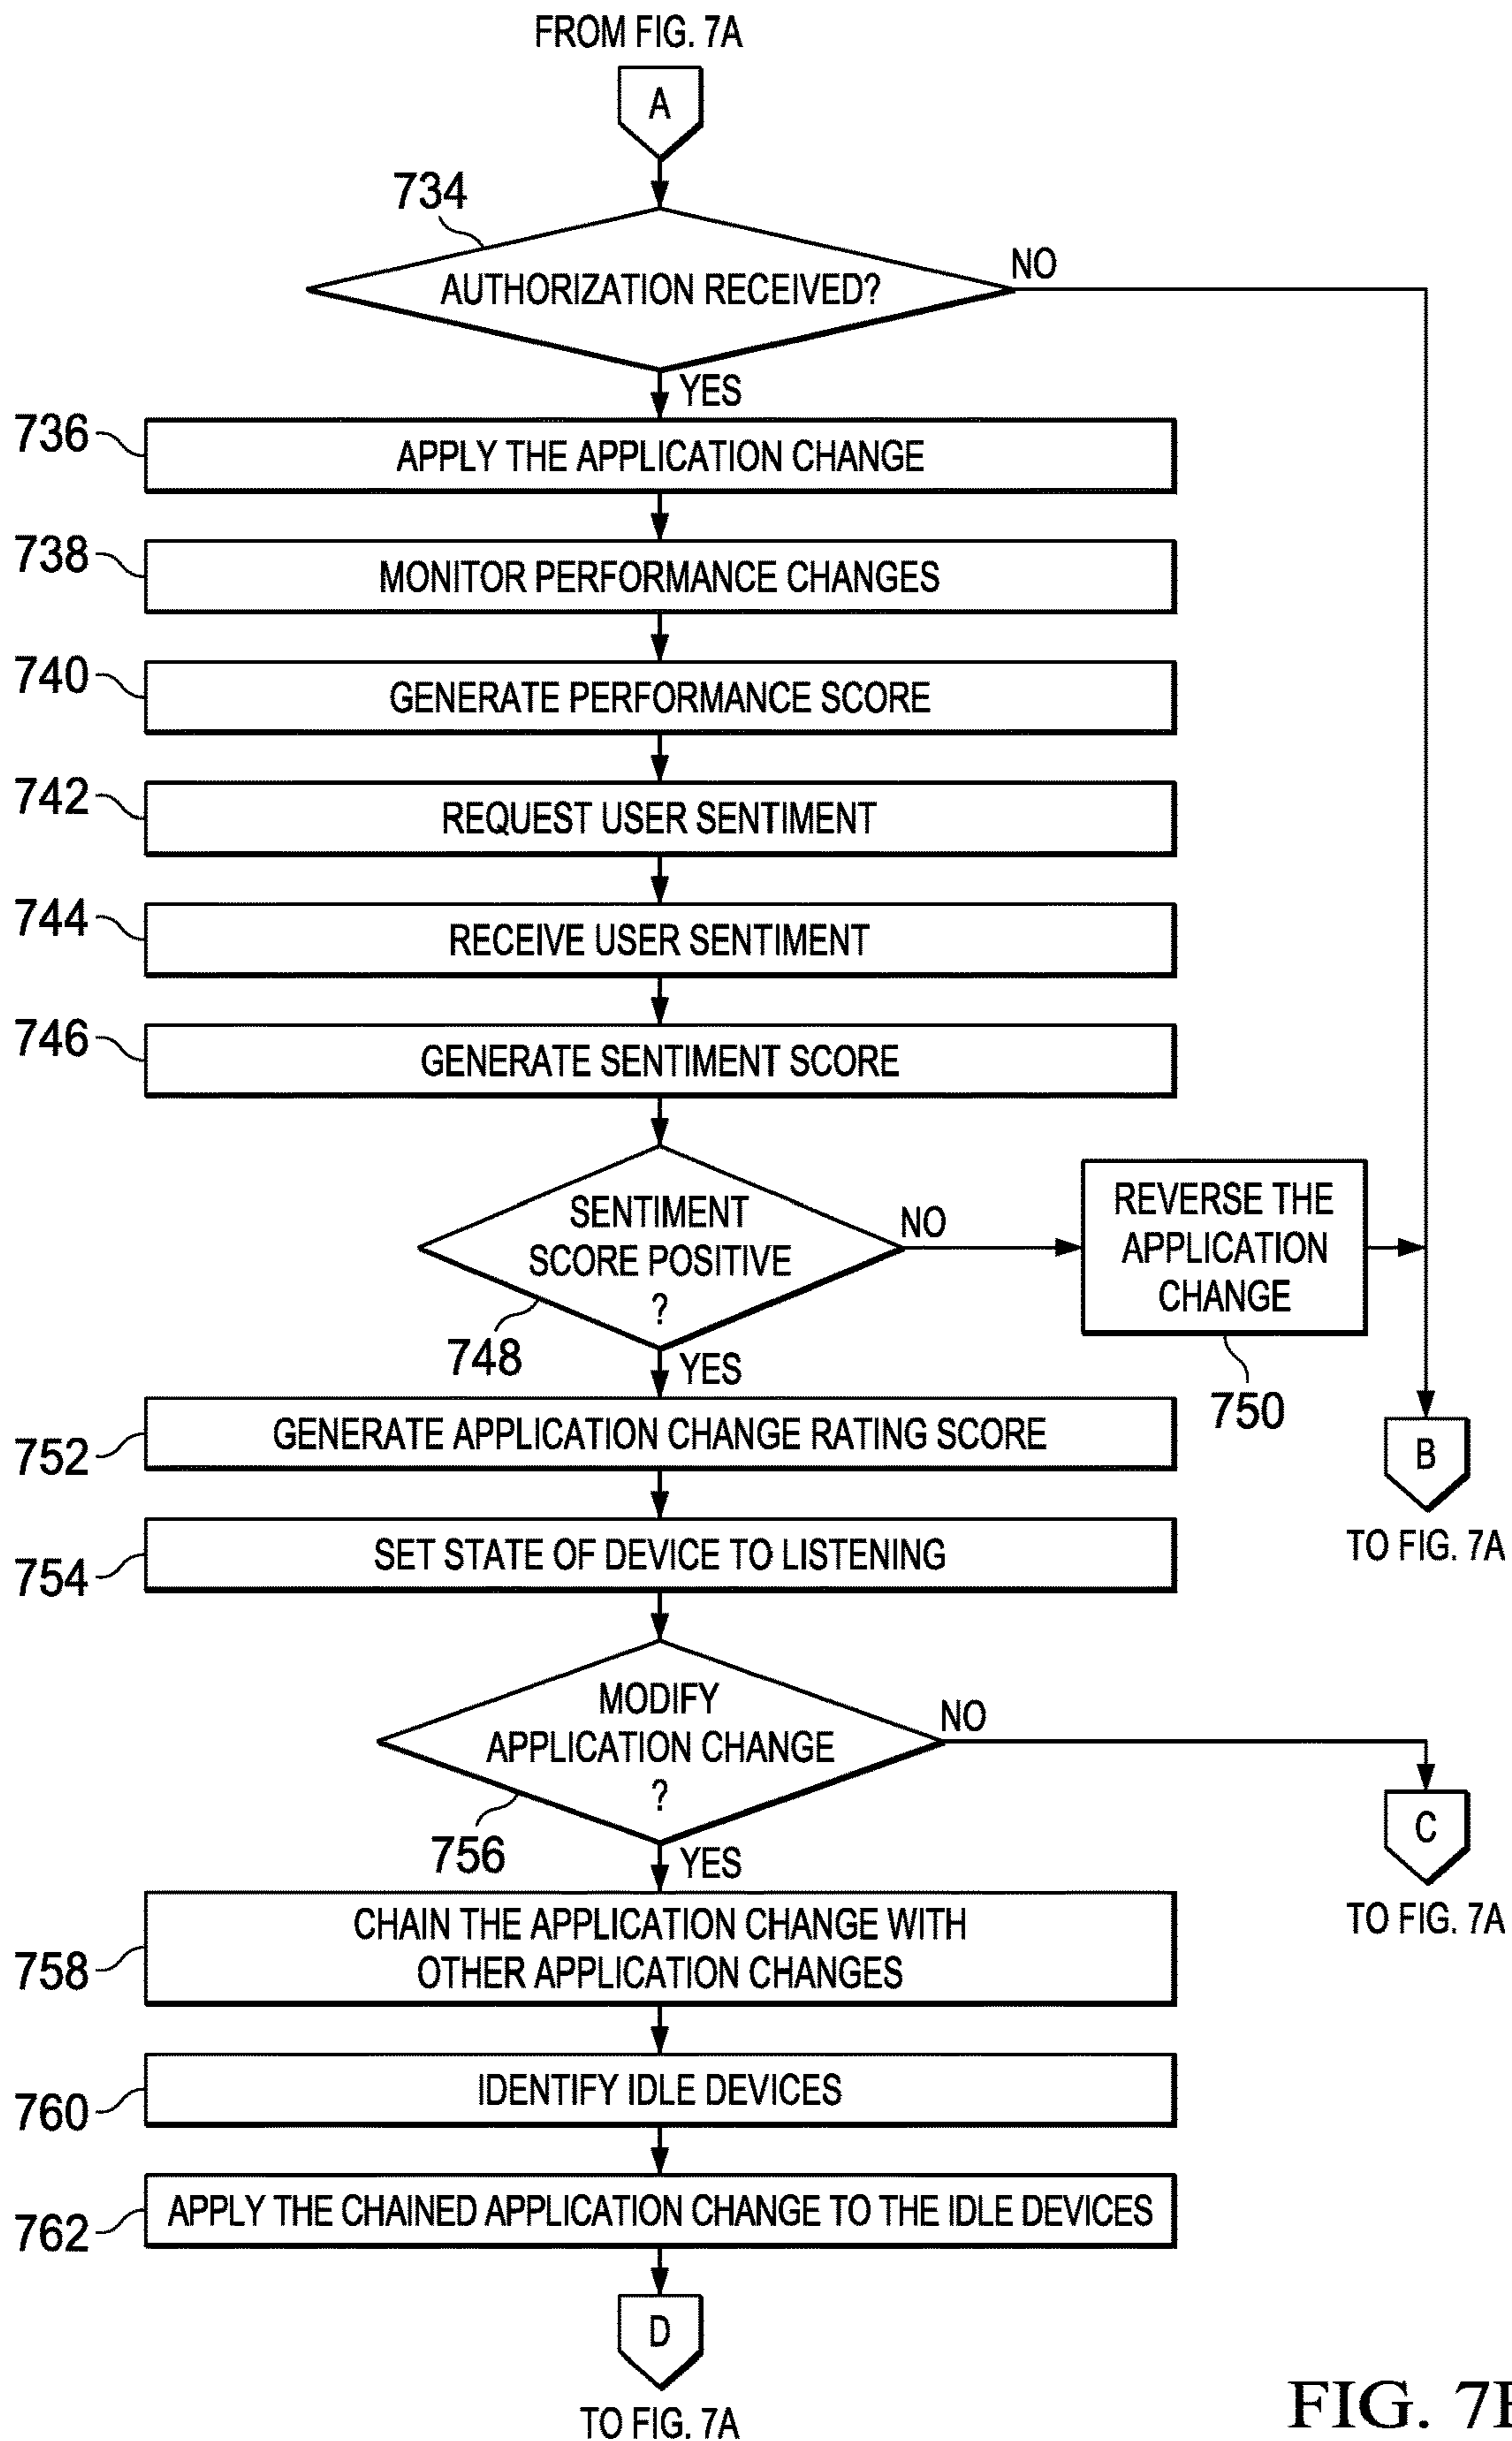 FROM FIG. 7A
A
734
AUTHORIZATION RECEIVED?
NO
YES
736
APPLY THE APPLICATION CHANGE
738
MONITOR PERFORMANCE CHANGES
740
GENERATE PERFORMANCE SCORE
742
REQUEST USER SENTIMENT
744
RECEIVE USER SENTIMENT
746
GENERATE SENTIMENT SCORE
SENTIMENT
SCORE POSITIVE
?
748
NO
REVERSE THE
APPLICATION
CHANGE
750
YES
752
GENERATE APPLICATION CHANGE RATING SCORE
B
TO FIG. 7A
754
SET STATE OF DEVICE TO LISTENING
MODIFY
APPLICATION CHANGE
?
756
NO
C
TO FIG. 7A
YES
758
CHAIN THE APPLICATION CHANGE WITH
OTHER APPLICATION CHANGES
760
IDENTIFY IDLE DEVICES
762
APPLY THE CHAINED APPLICATION CHANGE TO THE IDLE DEVICES
D
TO FIG. 7A
FIG.